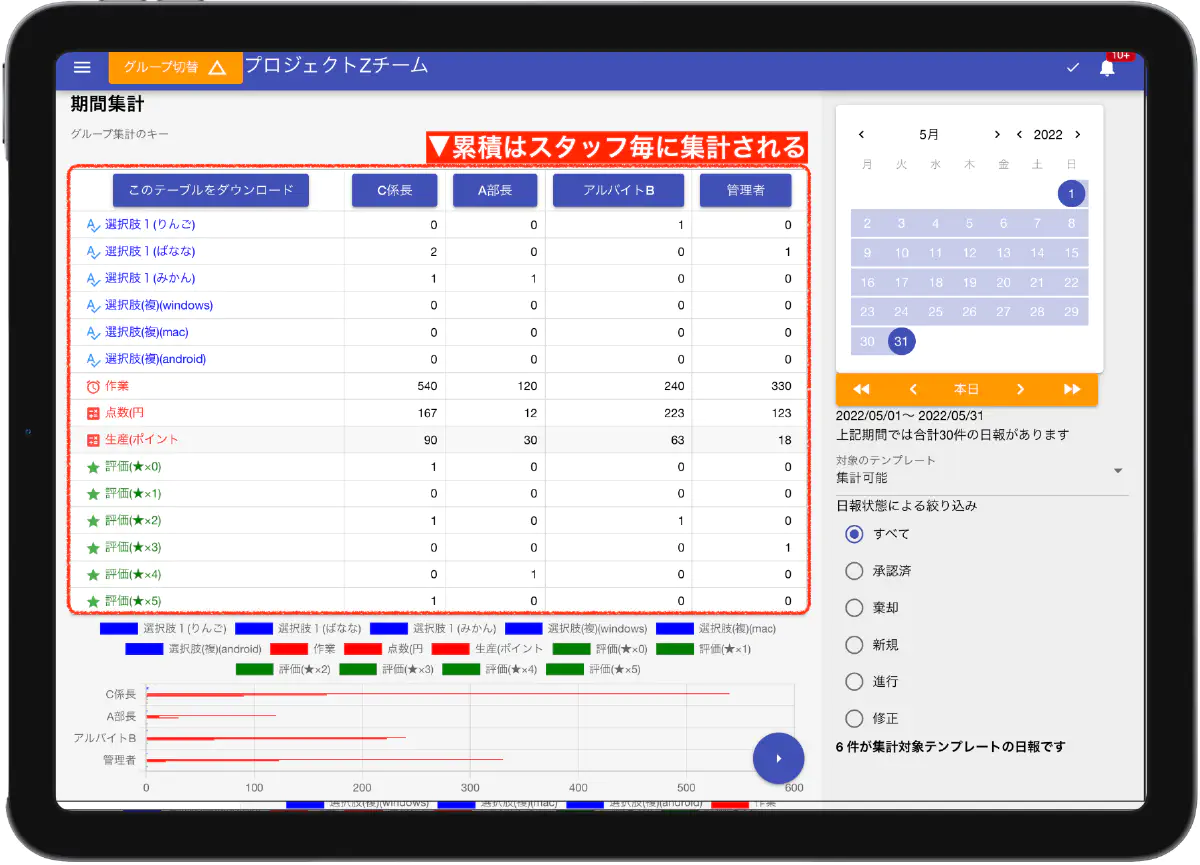 グループ切替 プロジェクトZチーム 10+
期間集計
グループ集計のキー
▼累積はスタッフ毎に集計される
このテーブルをダウンロード C係長 A部長 アルバイトB 管理者
選択肢1(りんご) 0 0 1 0
選択肢1(ばなな) 2 0 0 1
選択肢1(みかん) 1 1 0 0
選択肢(複)(windows) 0 0 0 0
選択肢(複)(mac) 0 0 0 0
選択肢(複)(android) 0 0 0 0
作業 540 120 240 330
点数(円 167 12 223 123
生産(ポイント 90 30 63 18
評価(★×0) 1 0 0 0
評価(★×1) 0 0 0 0
評価(★×2) 1 0 1 0
評価(★×3) 0 0 0 1
評価(★×4) 0 1 0 0
評価(★×5) 1 0 0 0
選択肢1(りんご) 選択肢1(ばなな) 選択肢1(みかん) 選択肢(複)(windows) 選択肢(複)(mac)
選択肢(複)(android) 作業 点数(円 生産(ポイント 評価(★×0) 評価(★×1)
評価(★×2) 評価(★×3) 評価(★×4) 評価(★×5)
C係長
A部長
アルバイトB
管理者
0 100 200 300 400 500 600
選択肢(複)(windows) 選択肢(複)(mac) 選択肢(複)(android) 作業
5月 2022
月 火 水 木 金 土 日
1
2 3 4 5 6 7 8
9 10 11 12 13 14 15
16 17 18 19 20 21 22
23 24 25 26 27 28 29
30 31
本日
2022/05/01〜 2022/05/31
上記期間では合計30件の日報があります
対象のテンプレート
集計可能
日報状態による絞り込み
すべて
承認済
棄却
新規
進行
修正
6 件が集計対象テンプレートの日報です